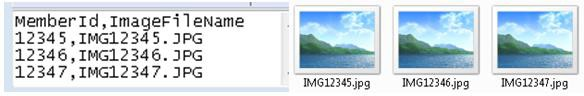 MemberId,ImageFileName
12345,IMG12345.JPG
12346,IMG12346.JPG
12347,IMG12347.JPG
IMG12345.jpg
IMG12346.jpg
IMG12347.jpg